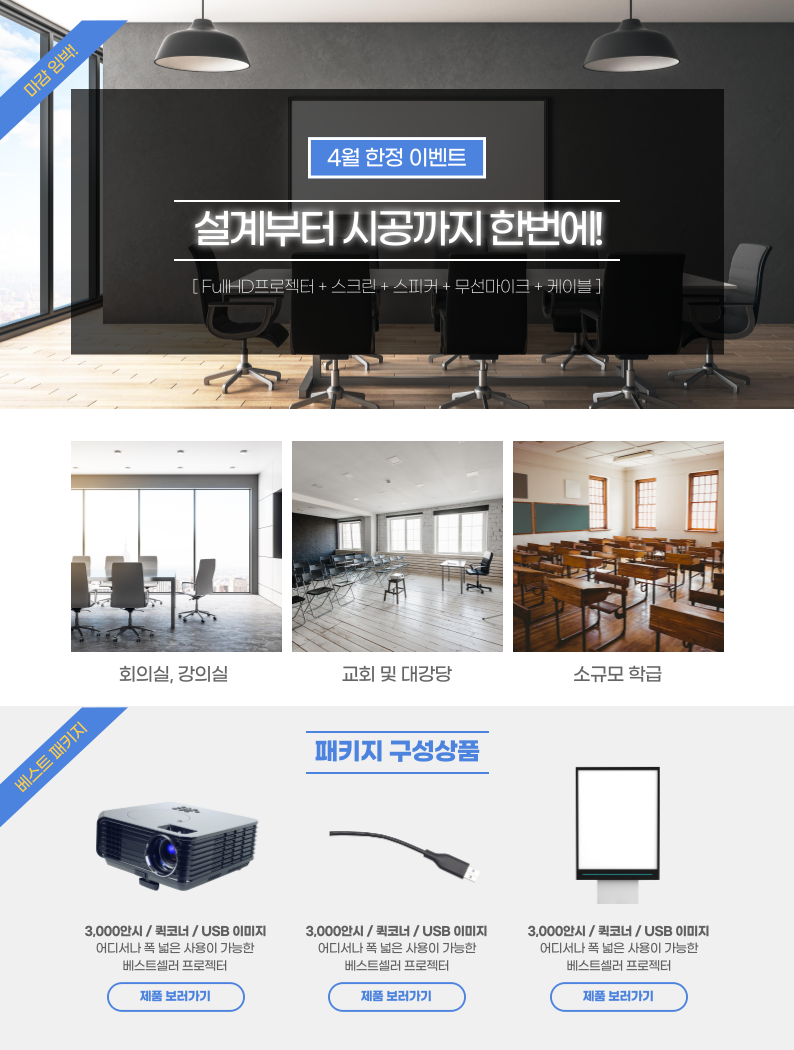 마감 임박!
4월 한정 이벤트
설계부터 시공까지 한번에!
[ FullHD프로젝터 + 스크린 + 스피커 + 무선마이크 + 케이블 ]
회의실, 강의실
교회 및 대강당
소규모 학급
베스트 패키지
패키지 구성상품
3,000안시 / 퀵코너 / USB 이미지
어디서나 폭 넓은 사용이 가능한
베스트셀러 프로젝터
제품 보러가기
3,000안시 / 퀵코너 / USB 이미지
어디서나 폭 넓은 사용이 가능한
베스트셀러 프로젝터
제품 보러가기
3,000안시 / 퀵코너 / USB 이미지
어디서나 폭 넓은 사용이 가능한
베스트셀러 프로젝터
제품 보러가기